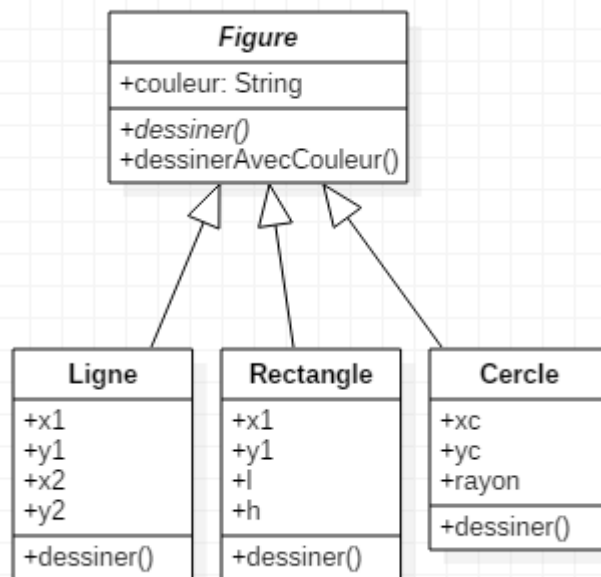 Figure
+couleur: String
+dessiner()
+dessinerAvecCouleur()
Ligne
+x1
+y1
+x2
+y2
+dessiner()
Rectangle
+x1
+y1
+l
+h
+dessiner()
Cercle
+xc
+yc
+rayon
+dessiner()